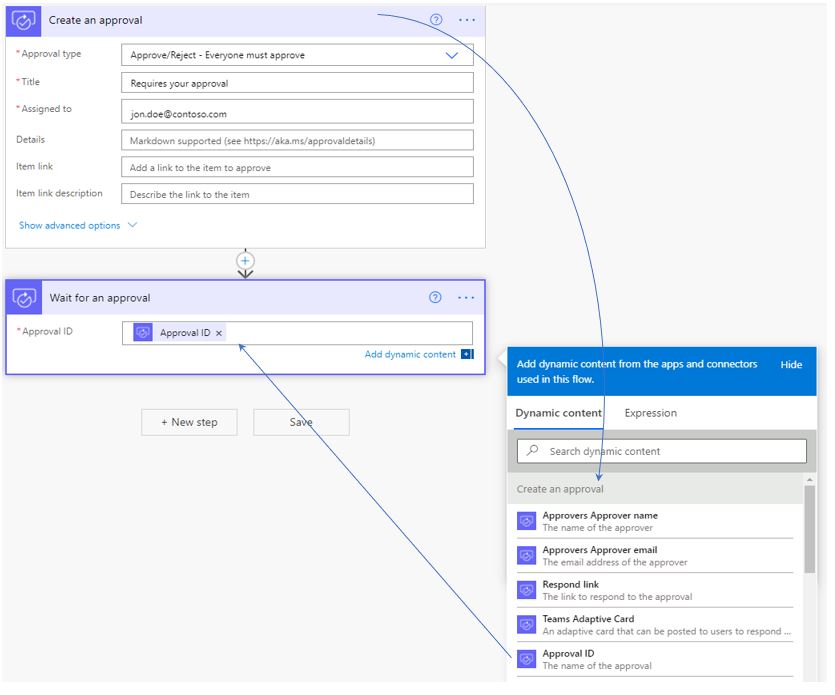 Create an approval
* Approval type
Approve/Reject - Everyone must approve
* Title
Requires your approval
* Assigned to
jon.doe@contoso.com
Details
Markdown supported (see https://aka.ms/approvaldetails)
Item link
Add a link to the item to approve
Item link description
Describe the link to the item
Show advanced options
Wait for an approval
* Approval ID
Approval ID ×
Add dynamic content
+ New step
Save
Add dynamic content from the apps and connectors
used in this flow.
Hide
Dynamic content
Expression
Search dynamic content
Create an approval
Approvers Approver name
The name of the approver
Approvers Approver email
The email address of the approver
Respond link
The link to respond to the approval
Teams Adaptive Card
An adaptive card that can be posted to users to respond ...
Approval ID
The name of the approval